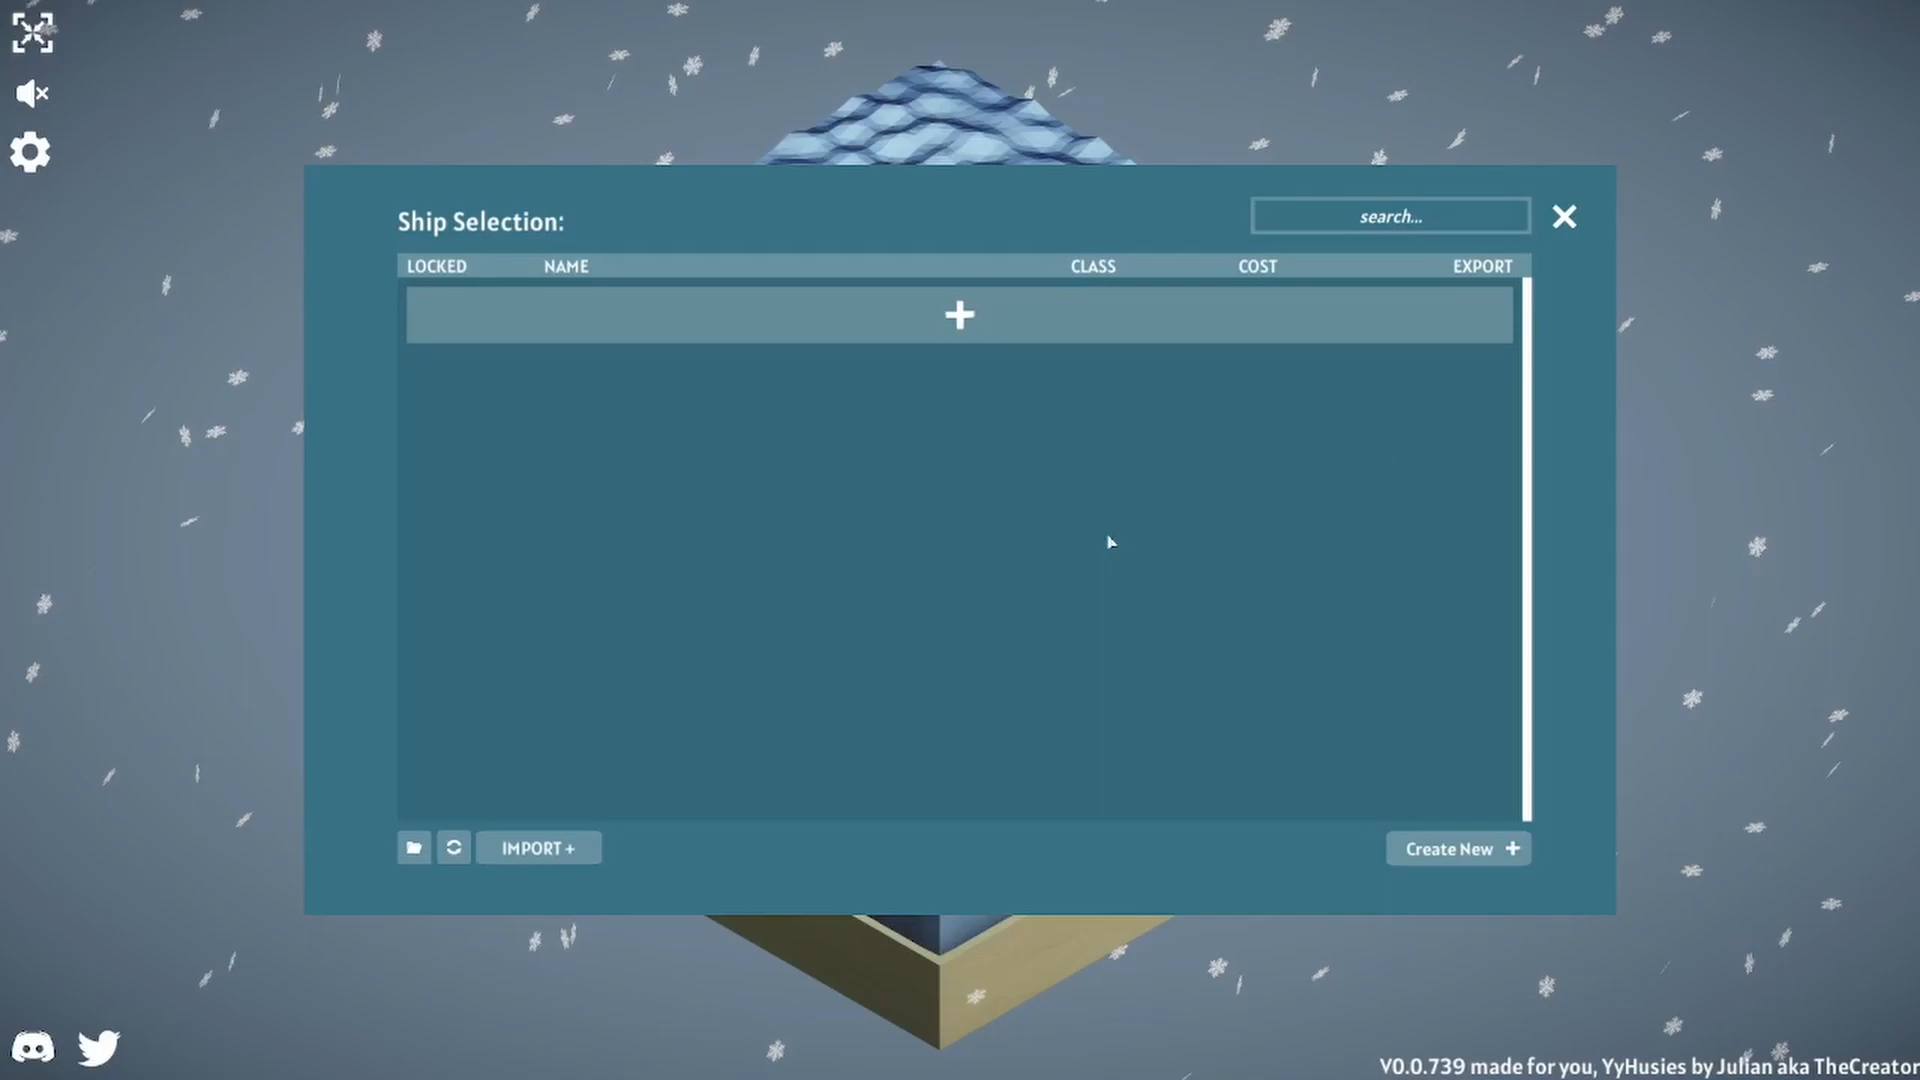 Ship Selection:
search...
LOCKED NAME CLASS COST EXPORT
IMPORT +
Create New +
V0.0.739 made for you, YyHusies by Julian aka TheCreator